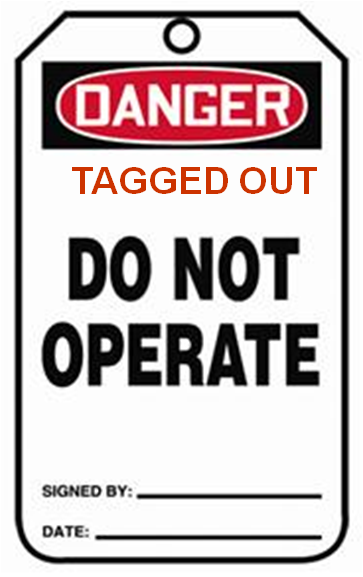 DANGER
TAGGED OUT
DO NOT
OPERATE
SIGNED BY:
DATE: